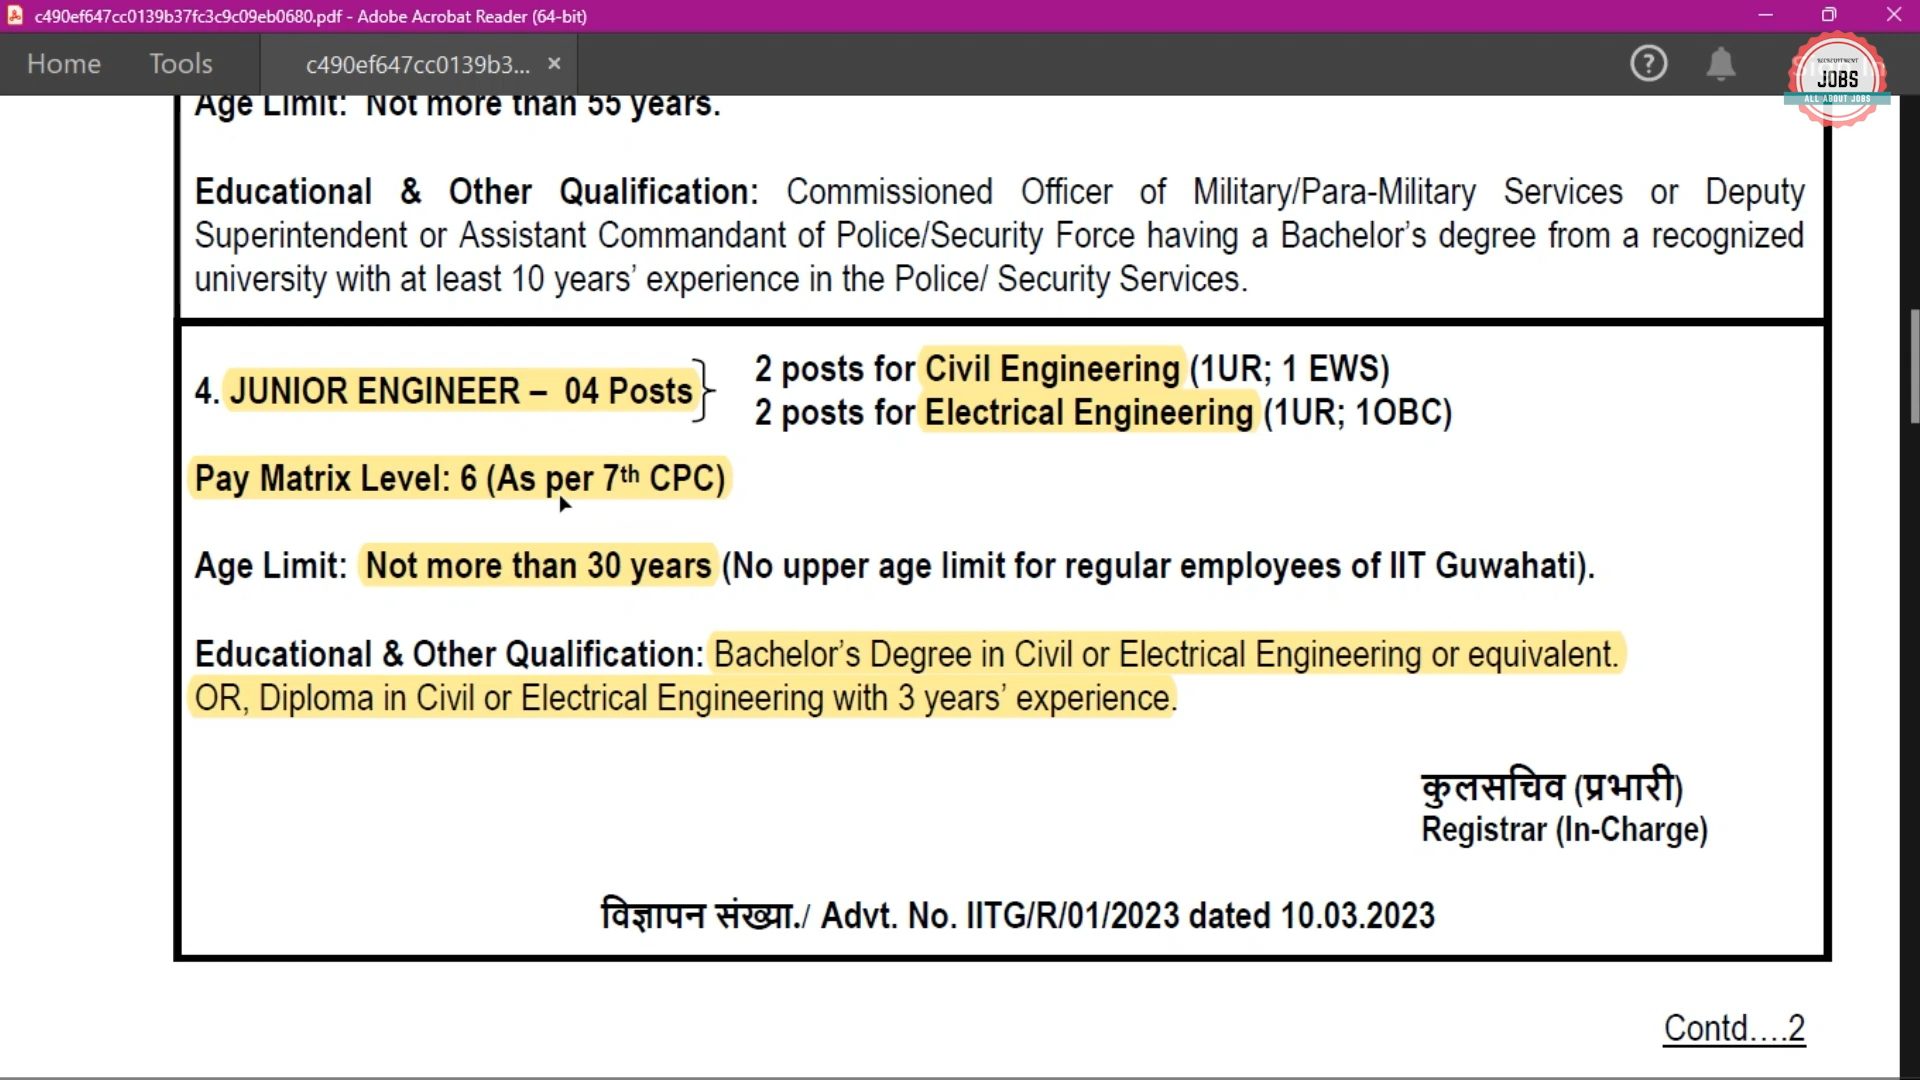 c490ef647cc0139b37fc3c9c09eb0680.pdf - Adobe Acrobat Reader (64-bit)
Home Tools c490ef647cc0139b3...
RECRUITMENT
JOBS
ALL ABOUT JOBS
Age Limit: Not more than 55 years.
Educational & Other Qualification: Commissioned Officer of Military/Para-Military Services or Deputy
Superintendent or Assistant Commandant of Police/Security Force having a Bachelor’s degree from a recognized
university with at least 10 years’ experience in the Police/ Security Services.
4. JUNIOR ENGINEER – 04 Posts
2 posts for Civil Engineering (1UR; 1 EWS)
2 posts for Electrical Engineering (1UR; 1OBC)
Pay Matrix Level: 6 (As per 7th CPC)
Age Limit: Not more than 30 years (No upper age limit for regular employees of IIT Guwahati).
Educational & Other Qualification: Bachelor’s Degree in Civil or Electrical Engineering or equivalent.
OR, Diploma in Civil or Electrical Engineering with 3 years’ experience.
कुलसचिव (प्रभारी)
Registrar (In-Charge)
विज्ञापन संख्या./ Advt. No. IITG/R/01/2023 dated 10.03.2023
Contd....2